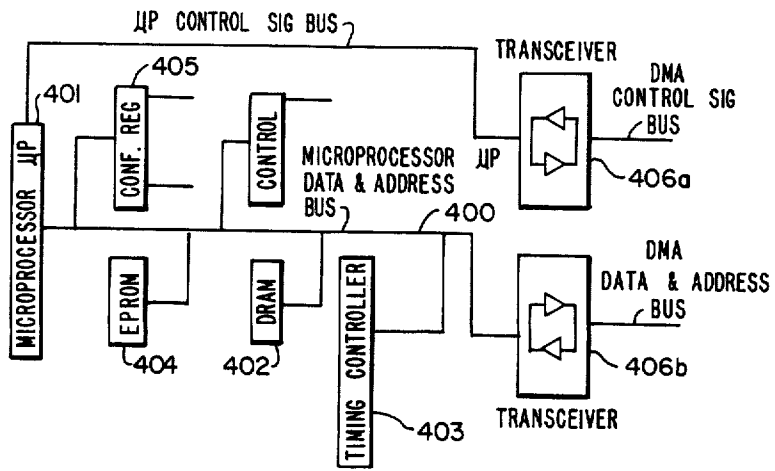 µP CONTROL SIG BUS
TRANSCEIVER
405
401
DMA
CONTROL SIG
BUS
MICROPROCESSOR µP
CONF. REG
CONTROL
MICROPROCESSOR
DATA & ADDRESS
BUS
µP
406a
400
EPROM
404
DRAM
402
TIMING CONTROLLER
403
DMA
DATA & ADDRESS
BUS
406b
TRANSCEIVER